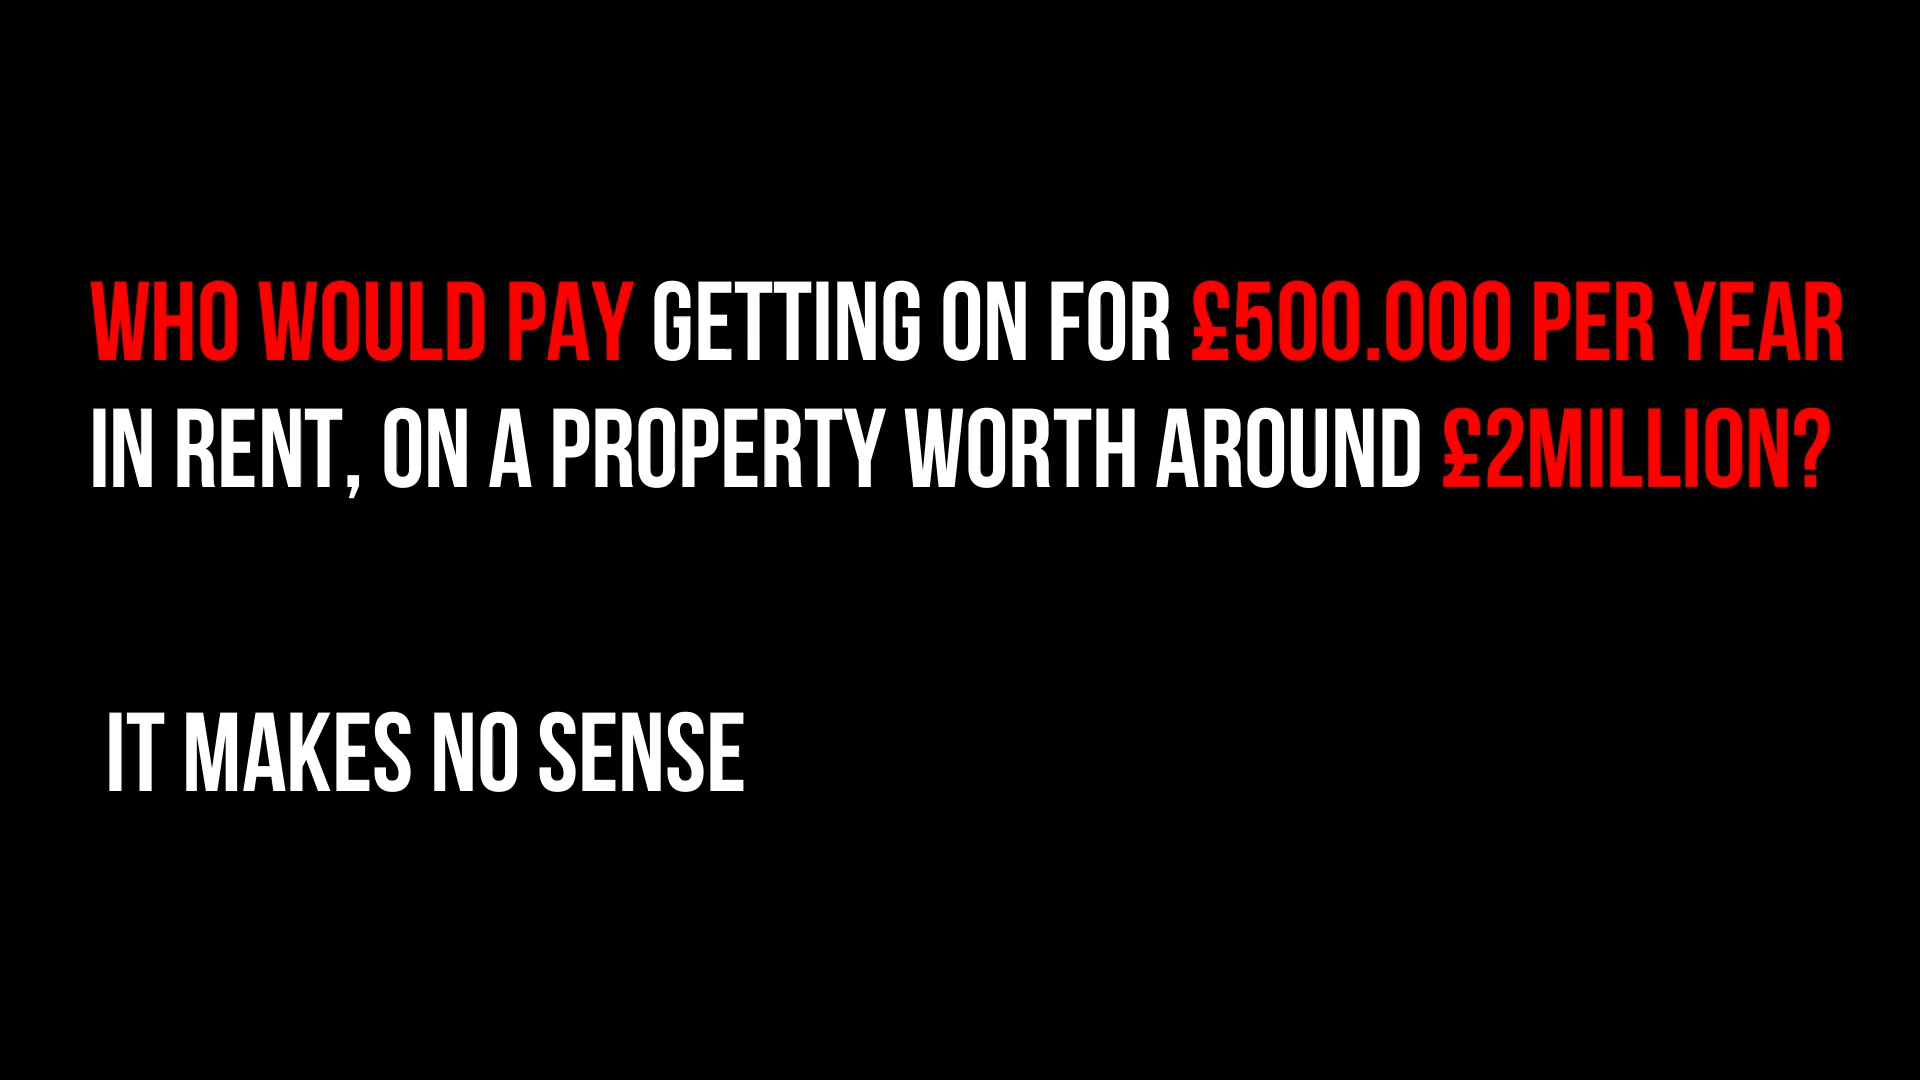 WHO WOULD PAY GETTING ON FOR £500.000 PER YEAR
IN RENT, ON A PROPERTY WORTH AROUND £2MILLION?
IT MAKES NO SENSE